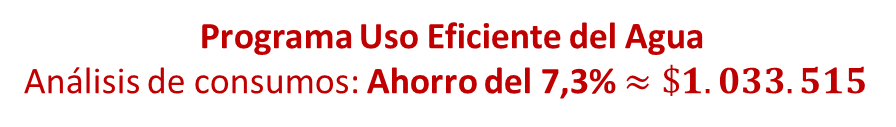 Programa Uso Eficiente del Agua
Análisis de consumos: Ahorro del 7,3% ≈ $1.033.515